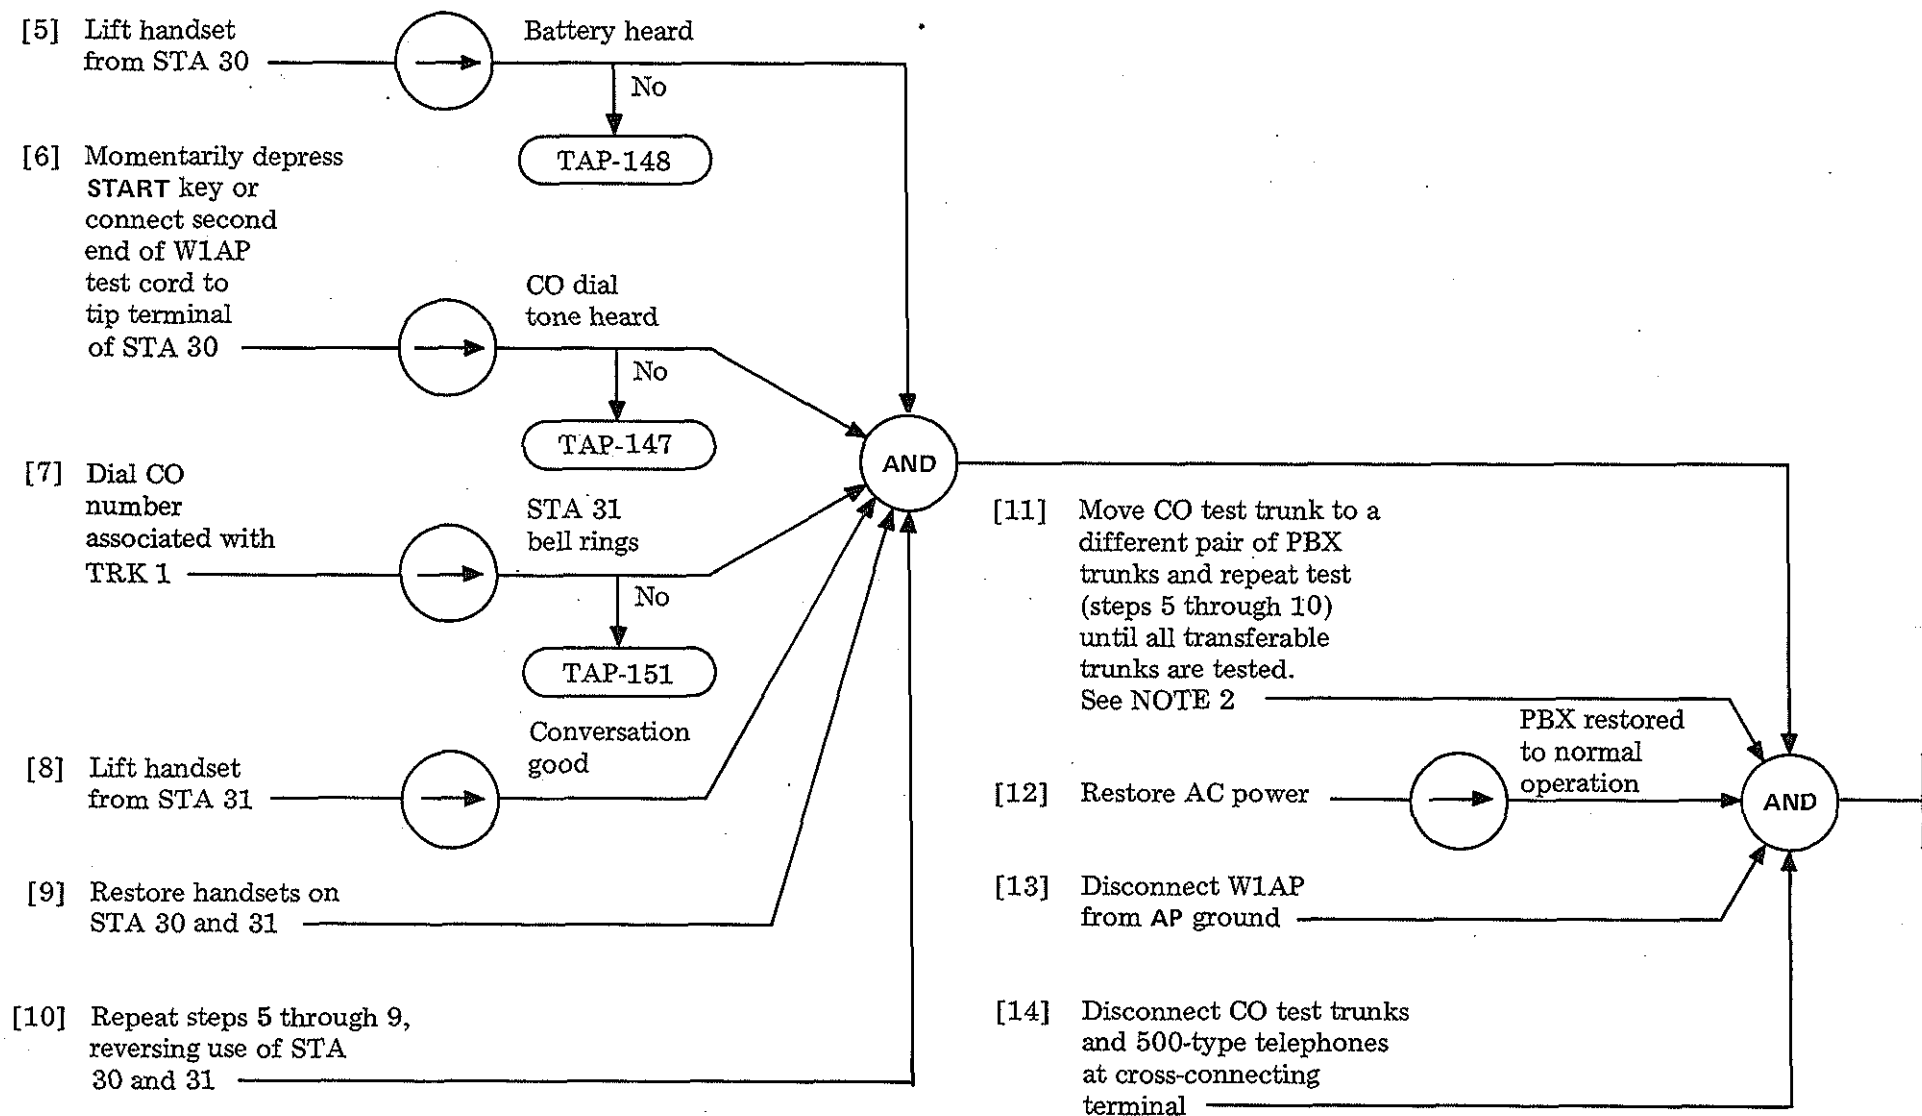 [5] Lift handset
from STA 30
Battery heard
No
TAP-148
[6] Momentarily depress
START key or
connect second
end of W1AP
test cord to
tip terminal
of STA 30
CO dial
tone heard
No
TAP-147
[7] Dial CO
number
associated with
TRK 1
STA 31
bell rings
No
TAP-151
[8] Lift handset
from STA 31
Conversation
good
[9] Restore handsets on
STA 30 and 31
[10] Repeat steps 5 through 9,
reversing use of STA
30 and 31
AND
[11] Move CO test trunk to a
different pair of PBX
trunks and repeat test
(steps 5 through 10)
until all transferable
trunks are tested.
See NOTE 2
[12] Restore AC power
PBX restored
to normal
operation
AND
[13] Disconnect W1AP
from AP ground
[14] Disconnect CO test trunks
and 500-type telephones
at cross-connecting
terminal